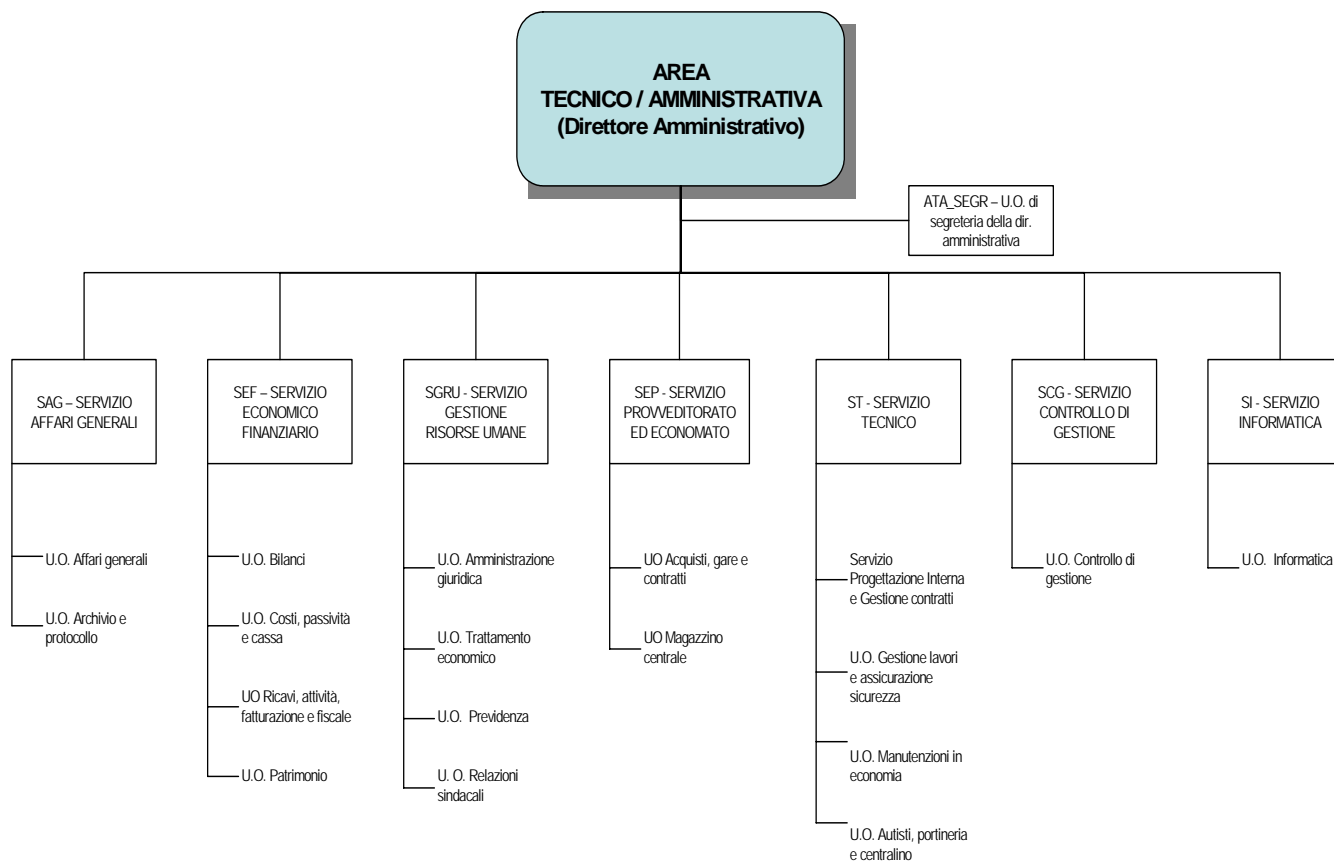 AREA
TECNICO / AMMINISTRATIVA
(Direttore Amministrativo)
ATA_SEGR – U.O. di
segreteria della dir.
amministrativa
SAG – SERVIZIO
AFFARI GENERALI
SEF – SERVIZIO
ECONOMICO
FINANZIARIO
SGRU - SERVIZIO
GESTIONE
RISORSE UMANE
SEP - SERVIZIO
PROVVEDITORATO
ED ECONOMATO
ST - SERVIZIO
TECNICO
SCG - SERVIZIO
CONTROLLO DI
GESTIONE
SI - SERVIZIO
INFORMATICA
U.O. Affari generali
U.O. Archivio e
protocollo
U.O. Bilanci
U.O. Costi, passività
e cassa
UO Ricavi, attività,
fatturazione e fiscale
U.O. Patrimonio
U.O. Amministrazione
giuridica
U.O. Trattamento
economico
U.O. Previdenza
U. O. Relazioni
sindacali
UO Acquisti, gare e
contratti
UO Magazzino
centrale
Servizio
Progettazione Interna
e Gestione contratti
U.O. Gestione lavori
e assicurazione
sicurezza
U.O. Manutenzioni in
economia
U.O. Autisti, portineria
e centralino
U.O. Controllo di
gestione
U.O. Informatica